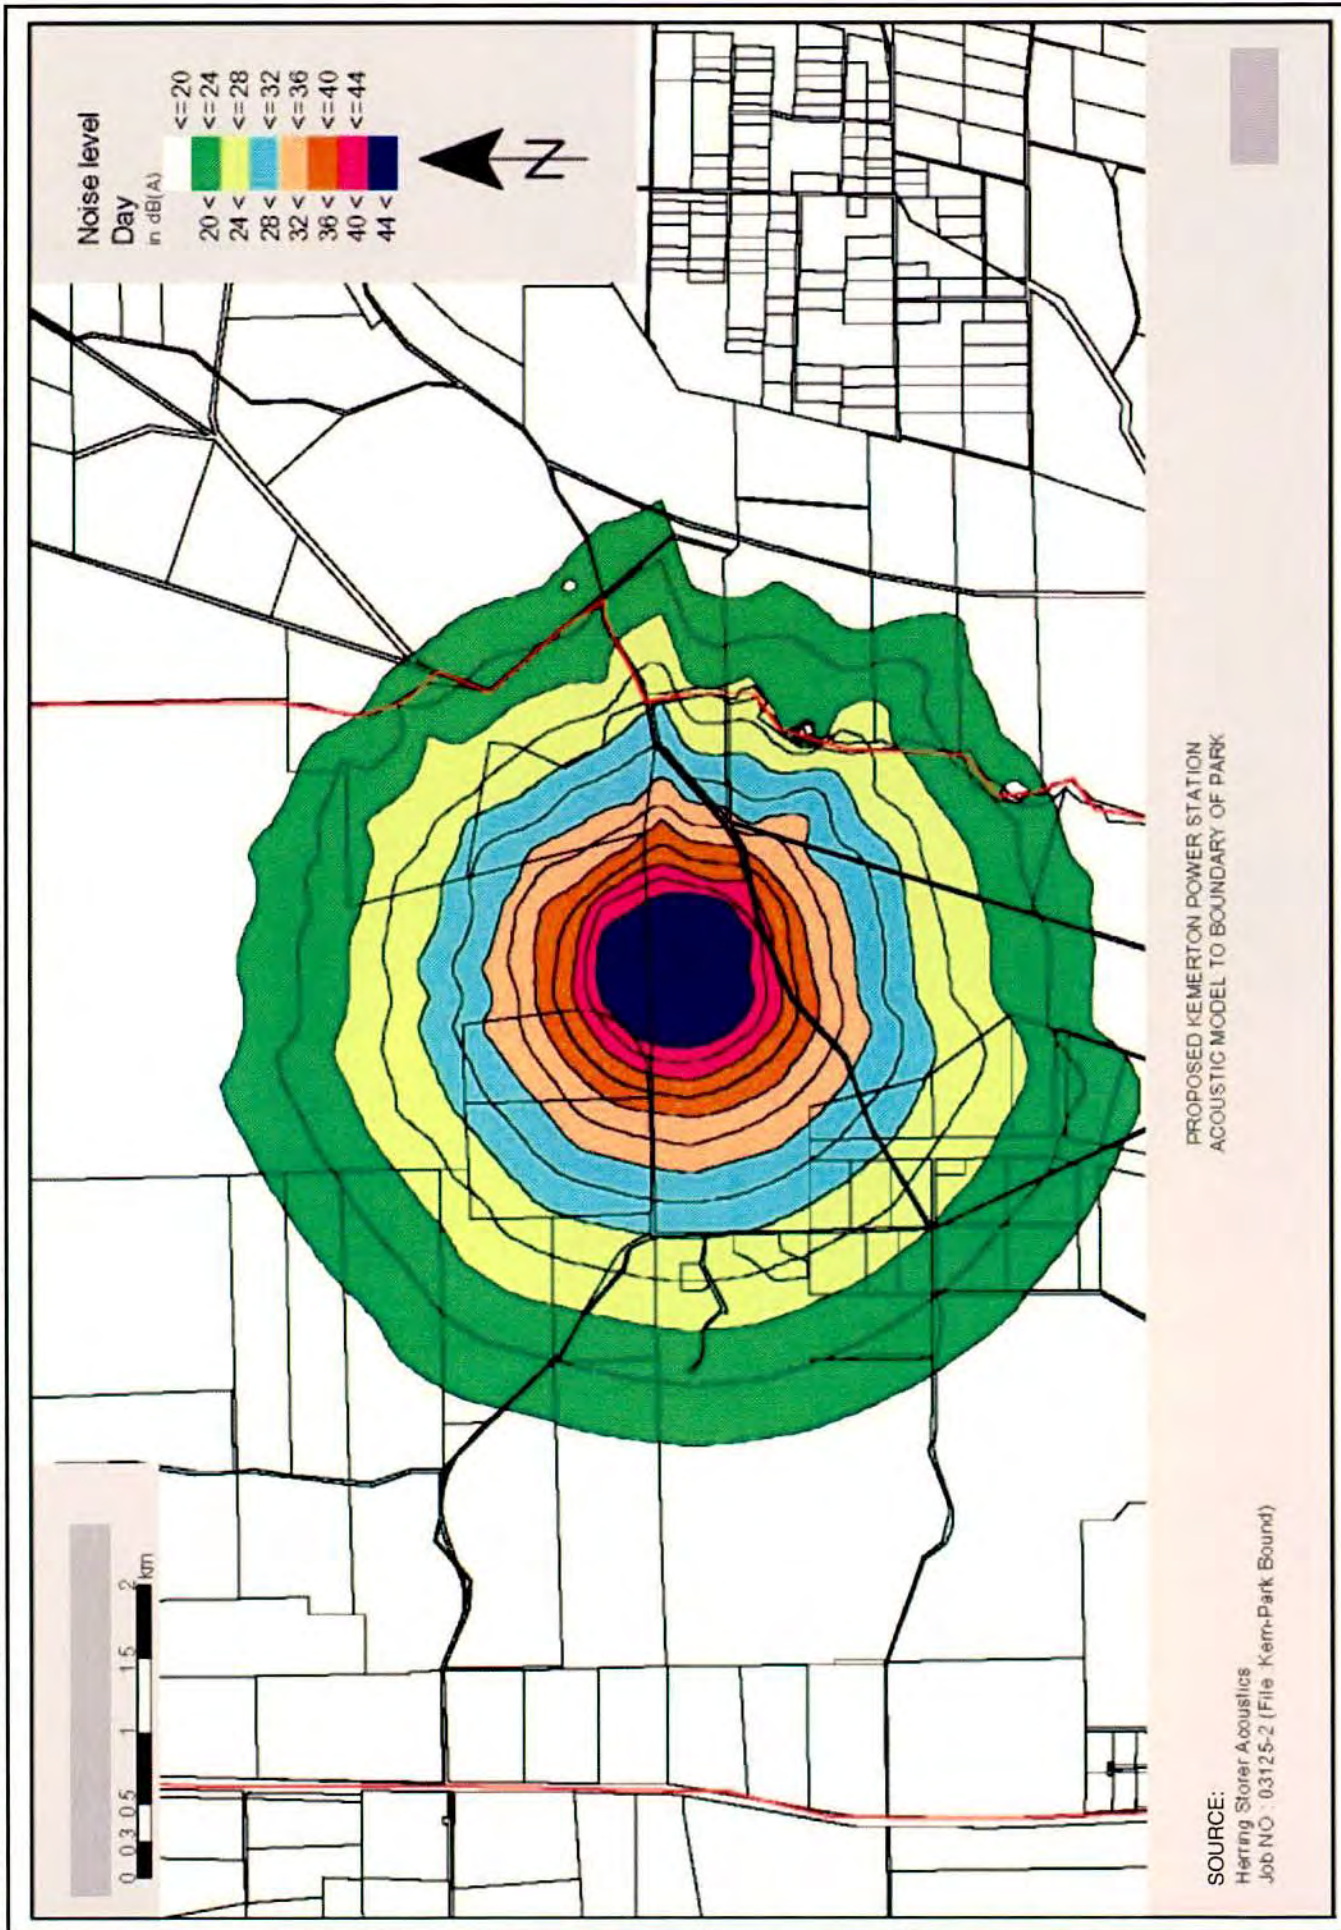 Noise level
Day
in dB(A)
<=20
20 < <=24
24 < <=28
28 < <=32
32 < <=36
36 < <=40
40 < <=44
44 <
N
0 0.3 0.5 1 1.5 2
km
PROPOSED KEMERTON POWER STATION
ACOUSTIC MODEL TO BOUNDARY OF PARK
SOURCE:
Herring Storer Acoustics
Job NO : 03125-2 (File :Kem-Park Bound)